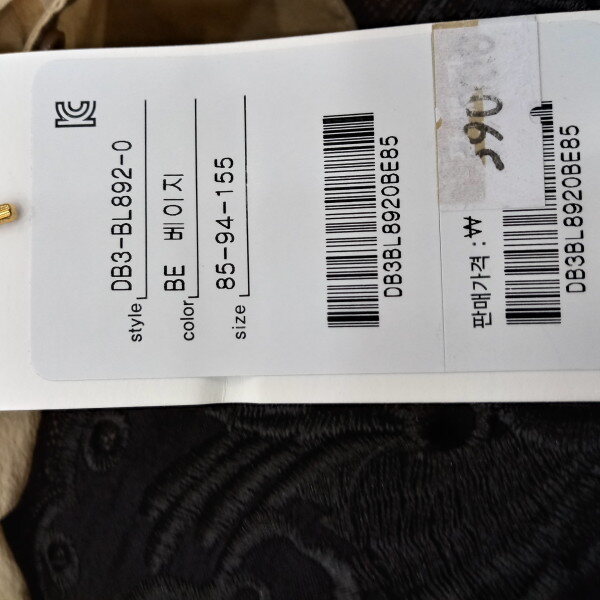 style DB3-BL892-0
color BE 베이지
size 85-94-155
DB3BL8920BE85
판매가격 : ₩
DB3BL8920BE85